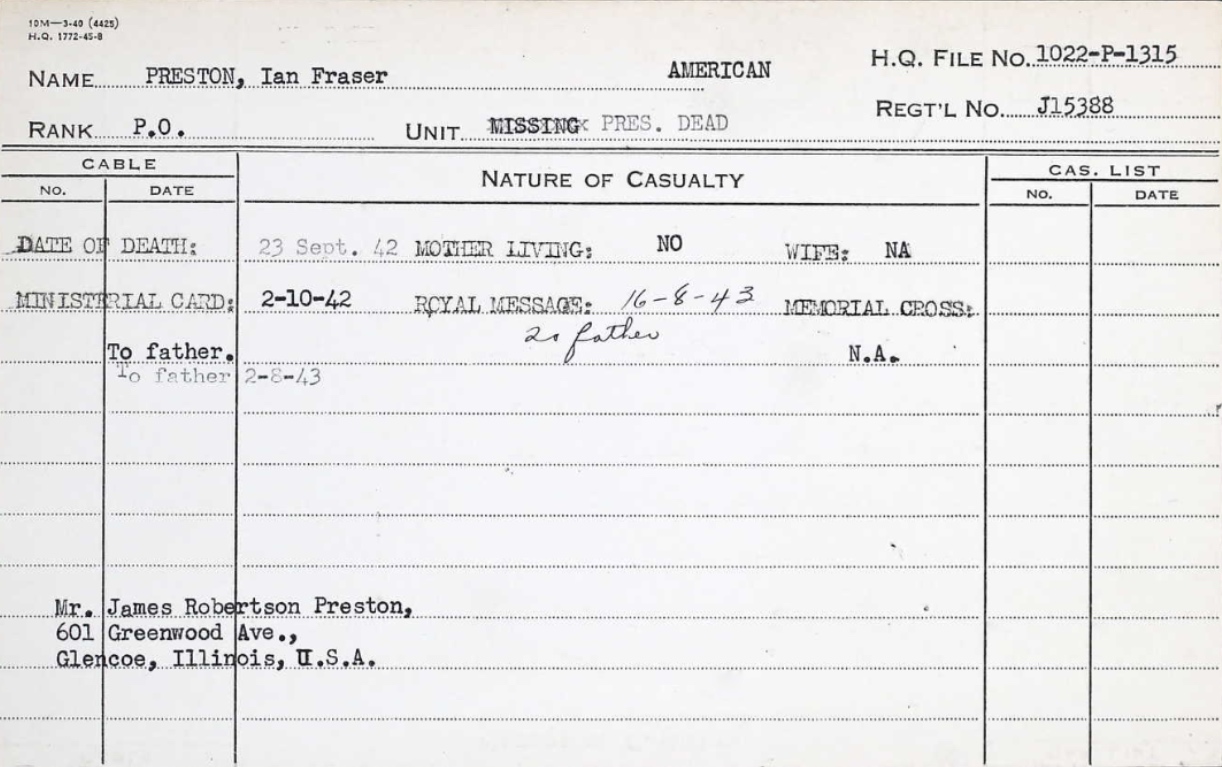 10M—3-40 (4425)
H.Q. 1772-45-8
NAME PRESTON, Ian Fraser AMERICAN H.Q. FILE NO. 1022-P-1315
RANK P.O. UNIT MISSING PRES. DEAD REGT'L NO. J15388
CABLE NATURE OF CASUALTY CAS. LIST
NO. DATE NO. DATE
DATE OF DEATH: 23 Sept. 42 MOTHER LIVING: NO WIFE: NA
MINISTERIAL CARD: 2-10-42 ROYAL MESSAGE: 16-8-43 MEMORIAL CROSS:
To father. father N.A.
To father 2-8-43
Mr. James Robertson Preston,
601 Greenwood Ave.,
Glencoe, Illinois, U.S.A.